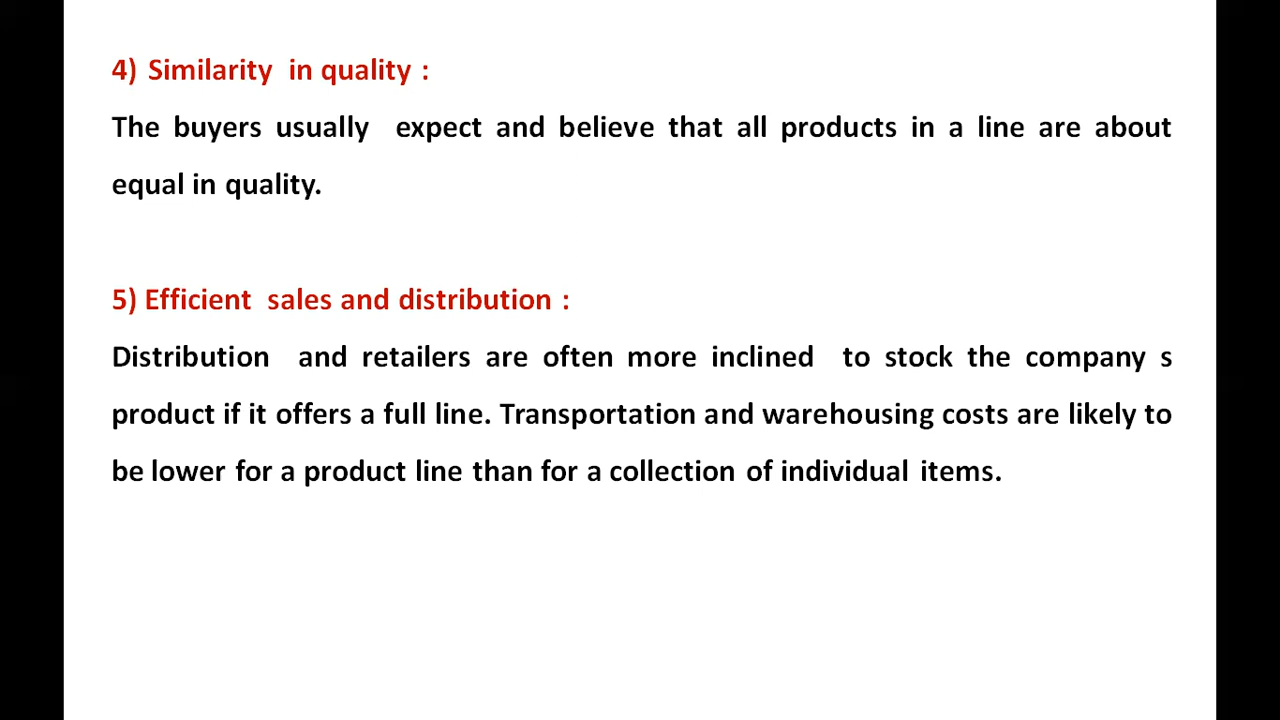 4) Similarity in quality :
The buyers usually expect and believe that all products in a line are about
equal in quality.
5) Efficient sales and distribution :
Distribution and retailers are often more inclined to stock the company s
product if it offers a full line. Transportation and warehousing costs are likely to
be lower for a product line than for a collection of individual items.